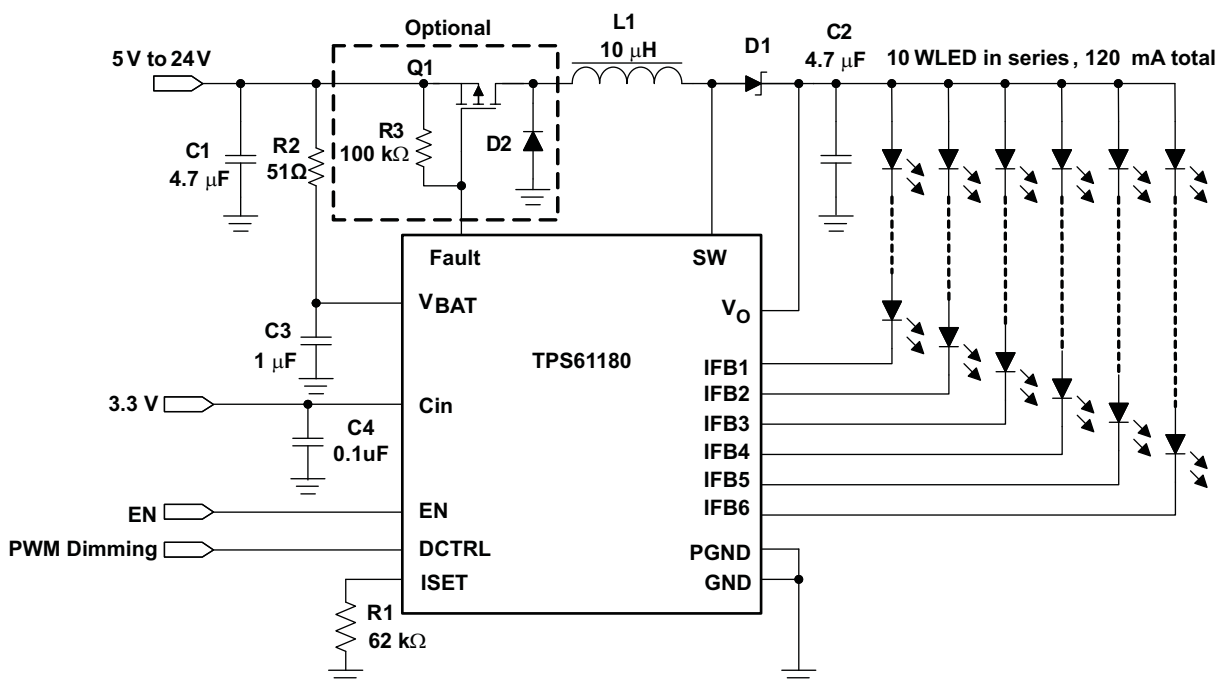 Optional
L1
10 μH
D1
C2
4.7 μF
10 WLED in series , 120 mA total
5 V to 24 V
Q1
R3
100 kΩ
D2
C1
4.7 μF
R2
51Ω
Fault
SW
VBAT
VO
C3
1 μF
TPS61180
IFB1
IFB2
IFB3
IFB4
IFB5
IFB6
3.3 V
Cin
C4
0.1uF
EN
EN
PWM Dimming
DCTRL
PGND
ISET
GND
R1
62 kΩ